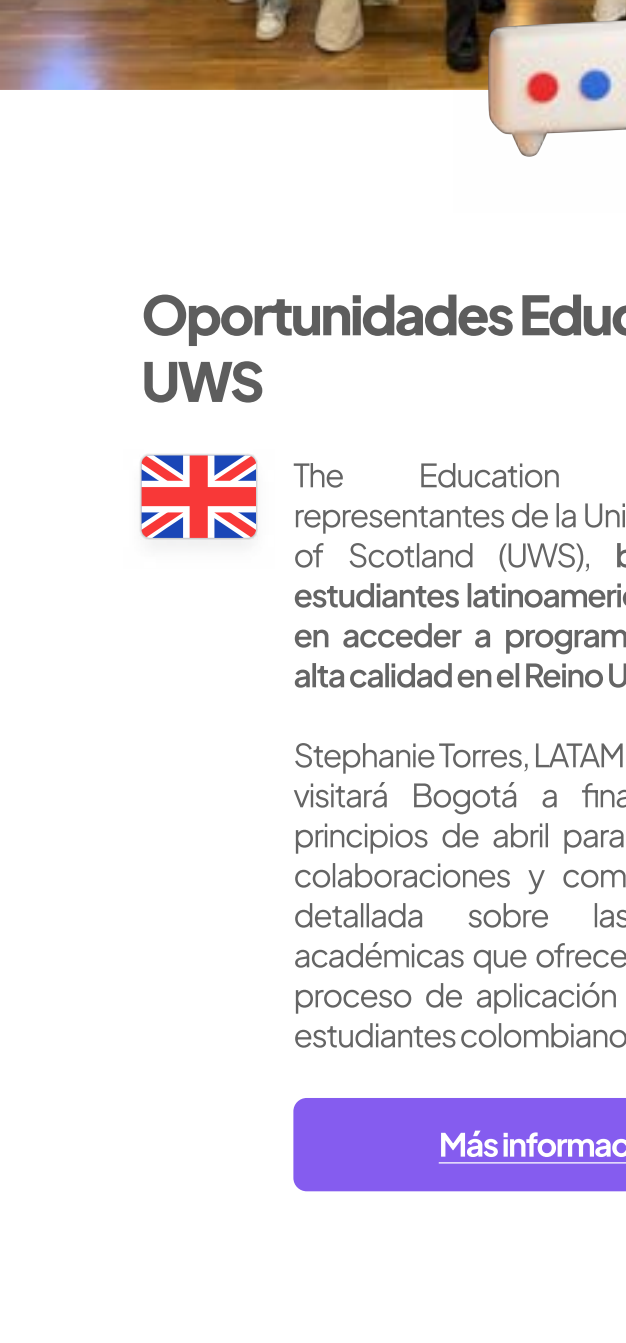 Oportunidades Educ
UWS
The Education
representantes de la Uni
of Scotland (UWS),
estudiantes latinoameric
en acceder a program
alta calidad en el Reino U
Stephanie Torres, LATAM
visitará Bogotá a fina
principios de abril para
colaboraciones y com
detallada sobre las
académicas que ofrece
proceso de aplicación
estudiantes colombiano
Más informac